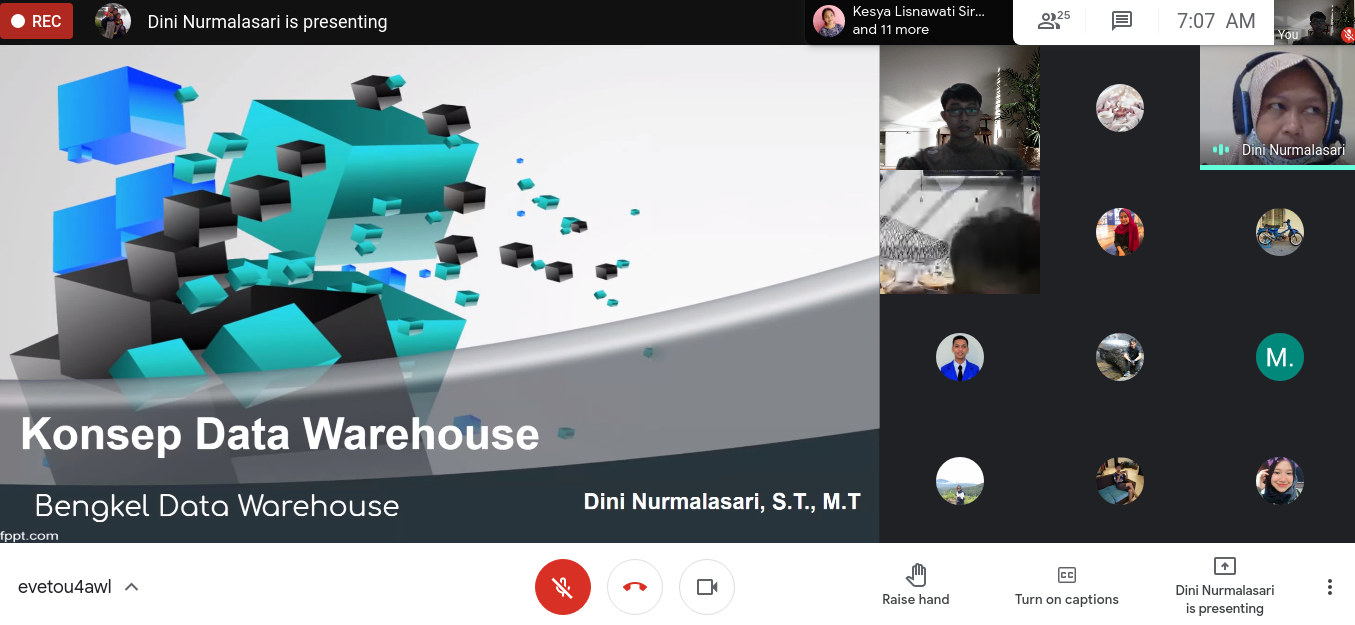 REC
Dini Nurmalasari is presenting
Kesya Lisnawati Sir...
and 11 more
25
7:07 AM
You
Dini Nurmalasari
M.
Konsep Data Warehouse
Bengkel Data Warehouse
Dini Nurmalasari, S.T., M.T
fppt.com
evetou4awl
Raise hand
CC
Turn on captions
Dini Nurmalasari
is presenting